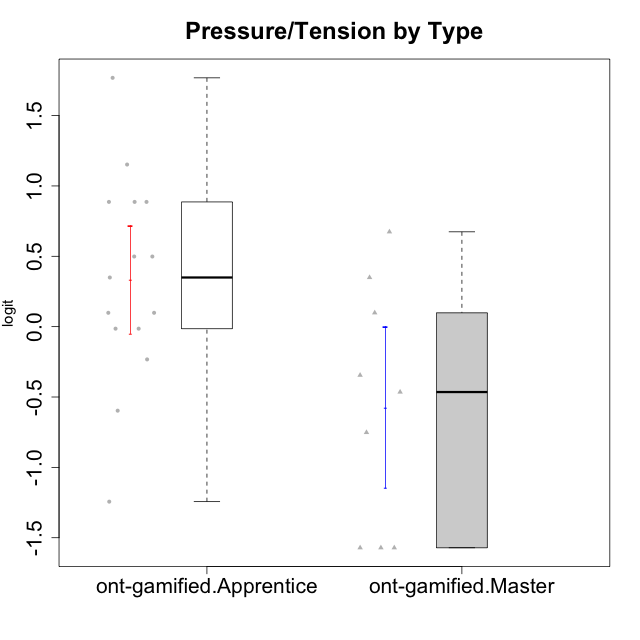 Pressure/Tension by Type
logit
1.5
1.0
0.5
0.0
-0.5
-1.0
-1.5
ont-gamified.Apprentice
ont-gamified.Master